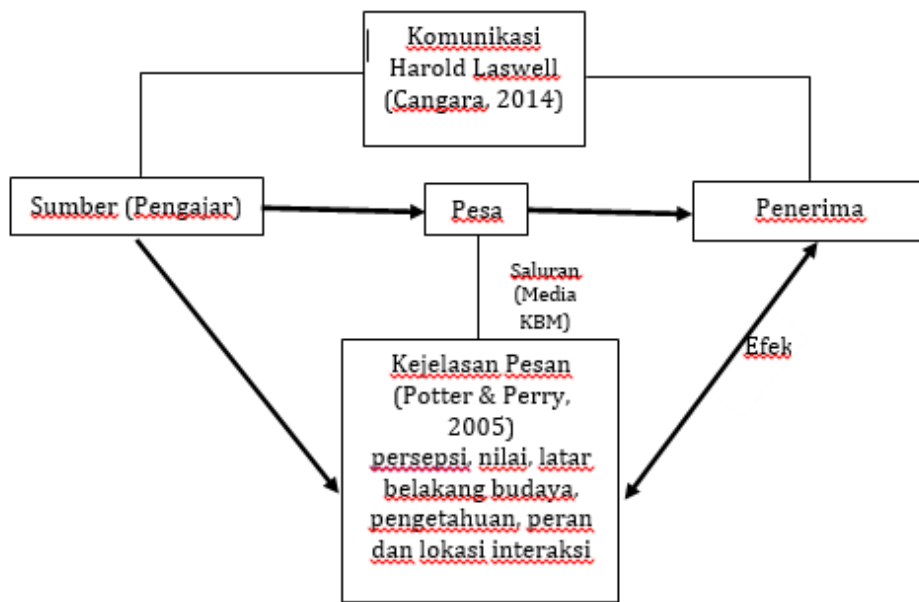 Komunikasi
Harold Laswell
(Cangara, 2014)
Sumber (Pengajar)
Pesa
Penerima
Saluran
(Media
KBM)
Efek
Kejelasan Pesan
(Potter & Perry,
2005)
persepsi, nilai, latar
belakang budaya,
pengetahuan, peran
dan lokasi interaksi